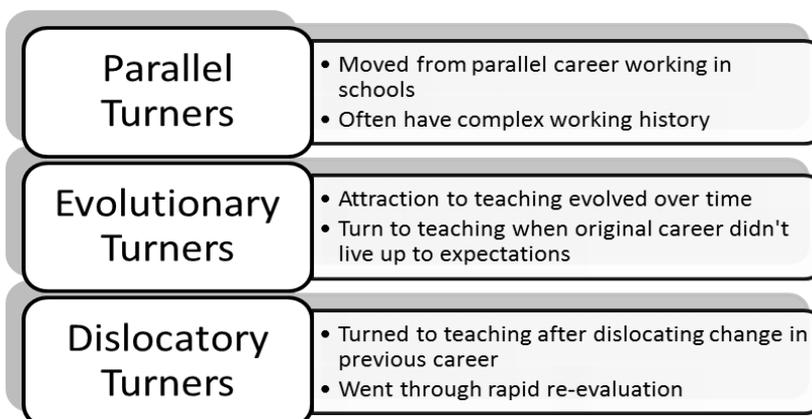 Parallel
Turners
• Moved from parallel career working in
schools
• Often have complex working history
Evolutionary
Turners
• Attraction to teaching evolved over time
• Turn to teaching when original career didn't
live up to expectations
Dislocatory
Turners
• Turned to teaching after dislocating change in
previous career
• Went through rapid re-evaluation